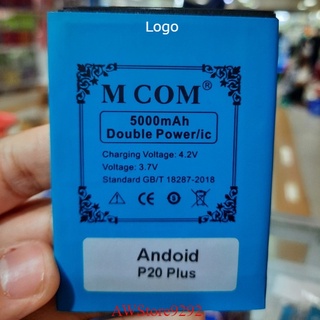 Logo
M COM®
5000mAh
Double Power/ic
Charging Voltage: 4.2V
Voltage: 3.7V
Standard GB/T 18287-2018
Andoid
P20 Plus
AWStore9292